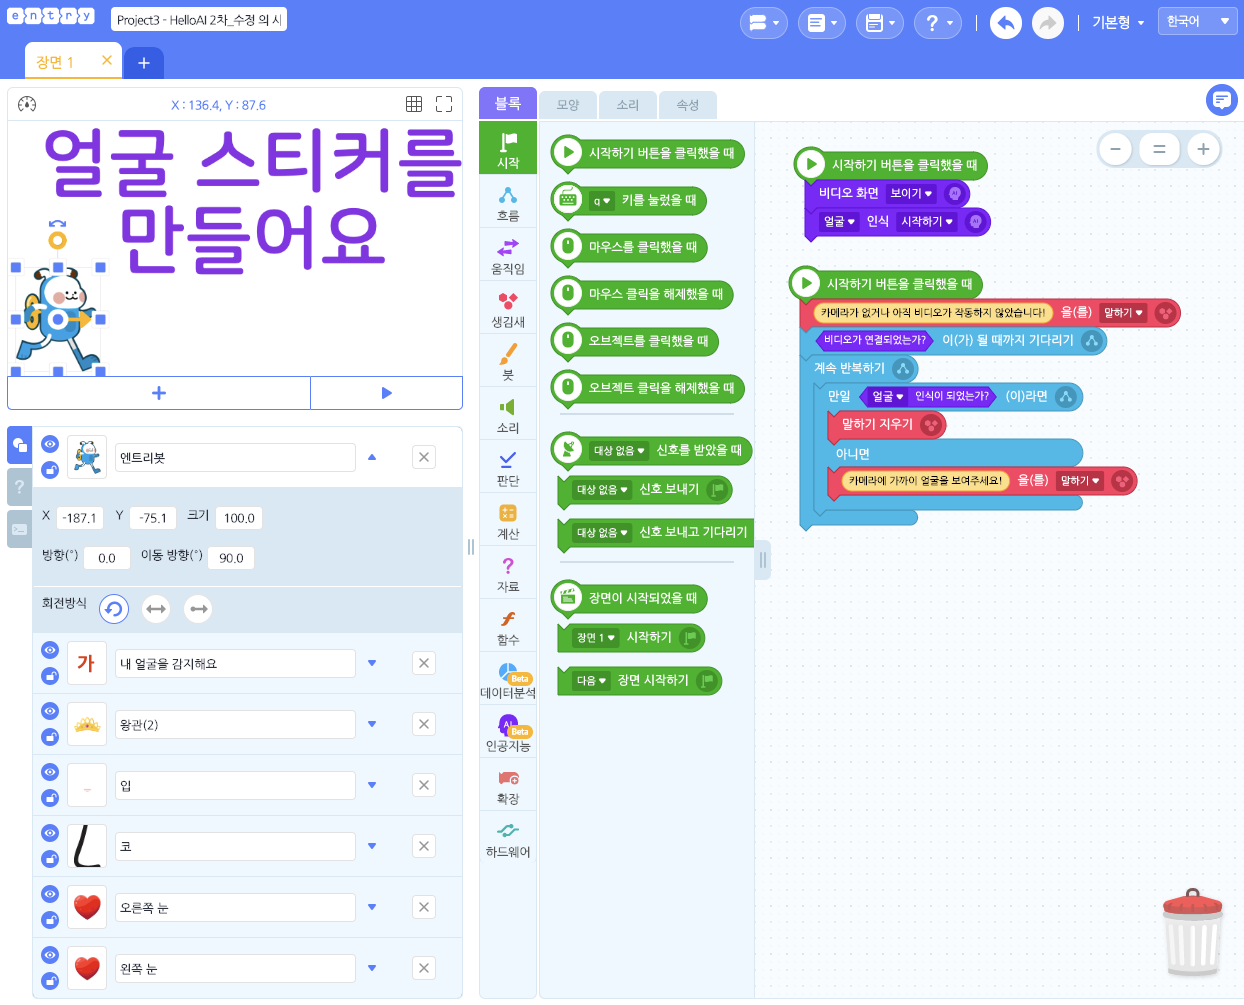 entry
Project3 - HelloAI 2차_수정 의 시
기본형
한국어
장면 1
X : 136.4, Y : 87.6
얼굴 스티커를
만들어요
엔트리봇
X -187.1 Y -75.1 크기 100.0
방향(°) 0.0 이동 방향(°) 90.0
회전방식
가 내 얼굴을 감지해요
왕관(2)
입
코
오른쪽 눈
왼쪽 눈
블록 모양 소리 속성
시작
흐름
움직임
생김새
붓
소리
판단
계산
자료
함수
Beta
데이터분석
AI
Beta
인공지능
확장
하드웨어
시작하기 버튼을 클릭했을 때
q 키를 눌렀을 때
마우스를 클릭했을 때
마우스 클릭을 해제했을 때
오브젝트를 클릭했을 때
오브젝트 클릭을 해제했을 때
대상 없음 신호를 받았을 때
대상 없음 신호 보내기
대상 없음 신호 보내고 기다리기
장면이 시작되었을 때
장면 1 시작하기
다음 장면 시작하기
시작하기 버튼을 클릭했을 때
비디오 화면 보이기 AI
얼굴 인식 시작하기 AI
시작하기 버튼을 클릭했을 때
카메라가 없거나 아직 비디오가 작동하지 않았습니다! 을(를) 말하기
비디오가 연결되었는가? 이(가) 될 때까지 기다리기
계속 반복하기
만일 얼굴 인식이 되었는가? (이)라면
말하기 지우기
아니면
카메라에 가까이 얼굴을 보여주세요! 을(를) 말하기